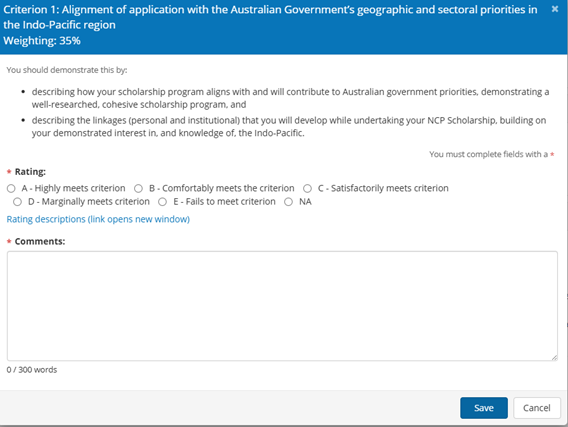 Criterion 1: Alignment of application with the Australian Government's geographic and sectoral priorities in
the Indo-Pacific region
Weighting: 35%
You should demonstrate this by:
• describing how your scholarship program aligns with and will contribute to Australian government priorities, demonstrating a
well-researched, cohesive scholarship program, and
• describing the linkages (personal and institutional) that you will develop while undertaking your NCP Scholarship, building on
your demonstrated interest in, and knowledge of, the Indo-Pacific.
You must complete fields with a *
* Rating:
A - Highly meets criterion B - Comfortably meets the criterion C - Satisfactorily meets criterion
D - Marginally meets criterion E - Fails to meet criterion NA
Rating descriptions (link opens new window)
* Comments:
0 / 300 words
Save Cancel